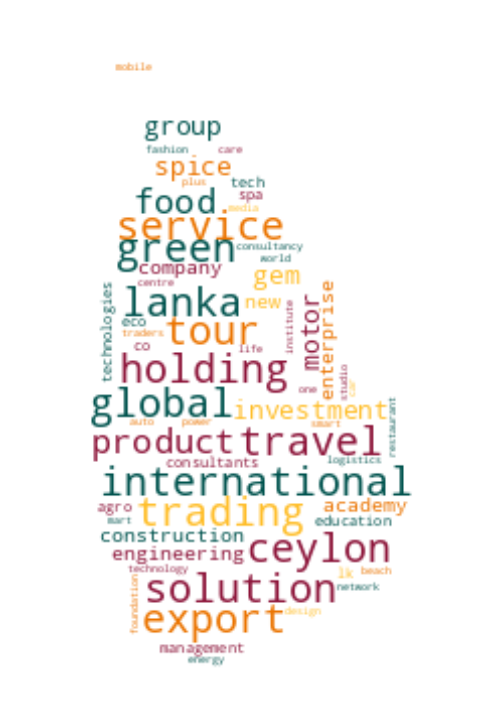 mobile
group
fashion care
spice
plus tech
food spa
media
service
green consultancy
world
company
gem
centre
technologies
lanka new
eco
tour
traders
institute
motor
enterprise
co life
holding
one studio car
global investment
restaurant
auto power smart
product travel
consultants logistics
international
agro trading academy
mart education
construction
engineering ceylon
technology lk beach
foundation
solution network
export design
management
energy